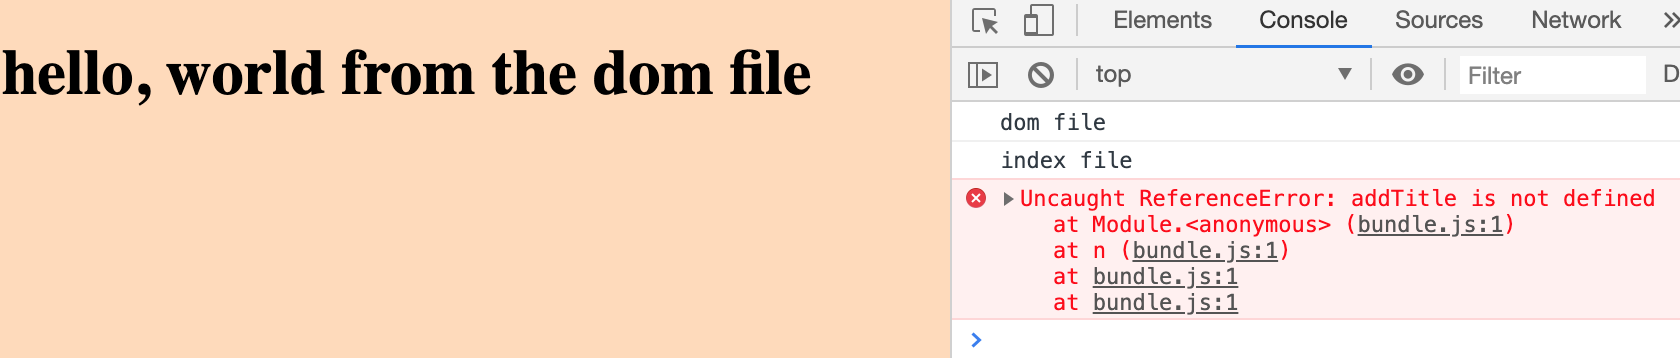 hello, world from the dom file
Elements Console Sources Network
top Filter D
dom file
index file
Uncaught ReferenceError: addTitle is not defined
at Module.<anonymous> (bundle.js:1)
at n (bundle.js:1)
at bundle.js:1
at bundle.js:1